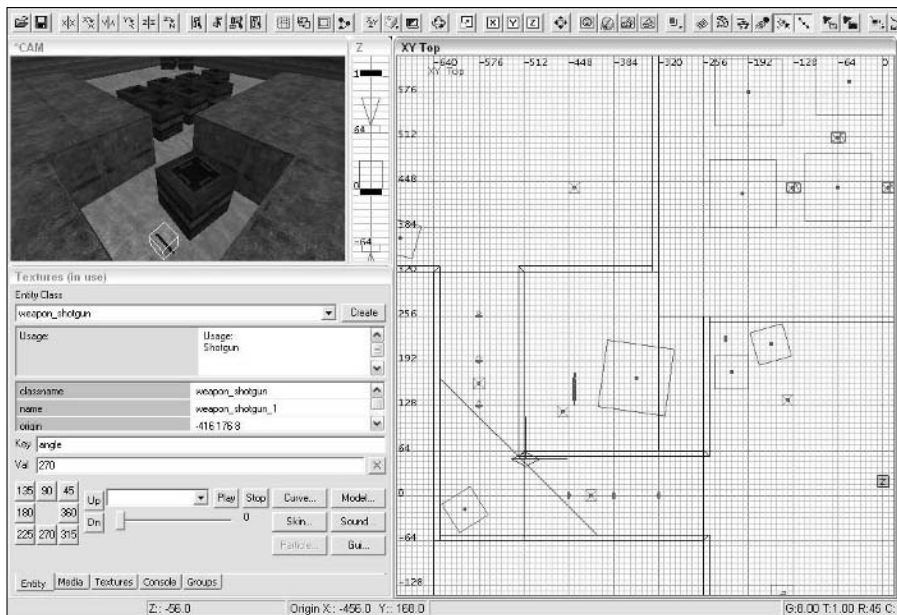 *CAM
Z
XY Top
XY Top
-640 -576 -512 -448 -384 -320 -256 -192 -128 -64 0
576
512
448
384
320
256
192
128
64
0
-64
-128
64
0
-64
Textures (in use)
Entity Class
weapon_shotgun
Create
Usage:
Usage:
Shotgun
classname weapon_shotgun
name weapon_shotgun_1
origin -416 176 8
Key angle
Val 270
135 90 45
180 360
225 270 315
Up
Dn
Play Stop
0
Curve... Model...
Skin... Sound...
Particle... Gui...
Entity Media Textures Console Groups
Z:: -56.0 Origin X:: -456.0 Y:: 168.0 G:8.00 T:1.00 R:45 C: